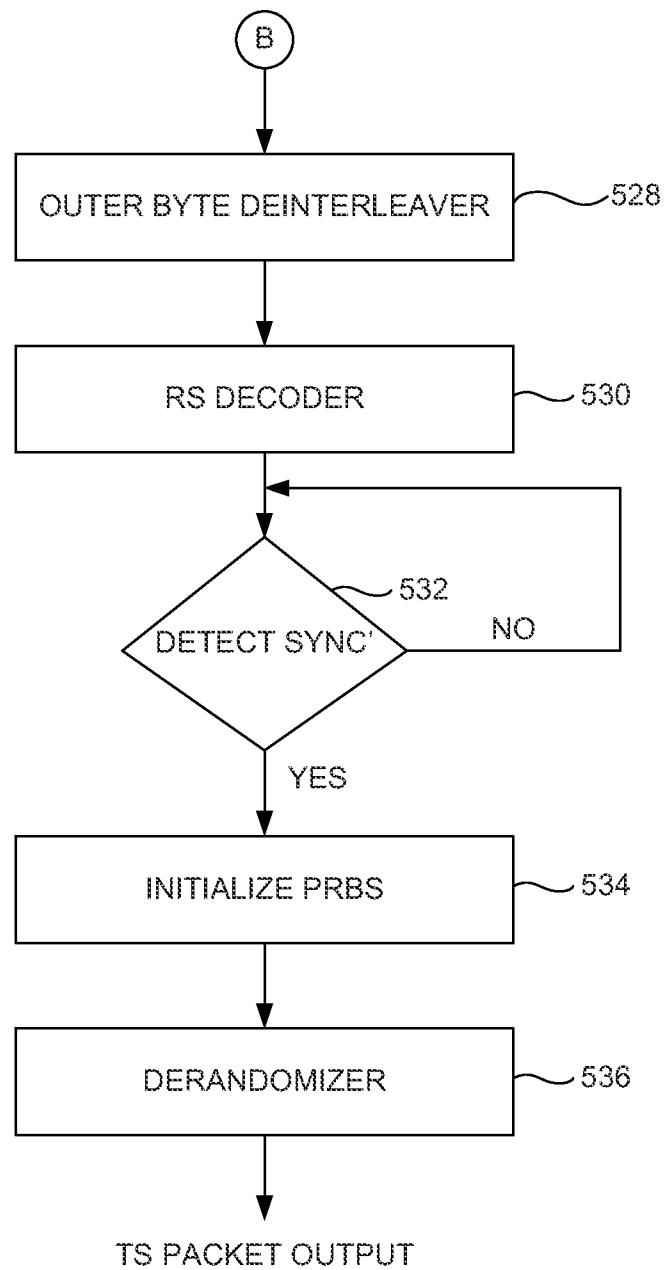 B
OUTER BYTE DEINTERLEAVER
528
RS DECODER
530
532
DETECT SYNC'
NO
YES
INITIALIZE PRBS
534
DERANDOMIZER
536
TS PACKET OUTPUT